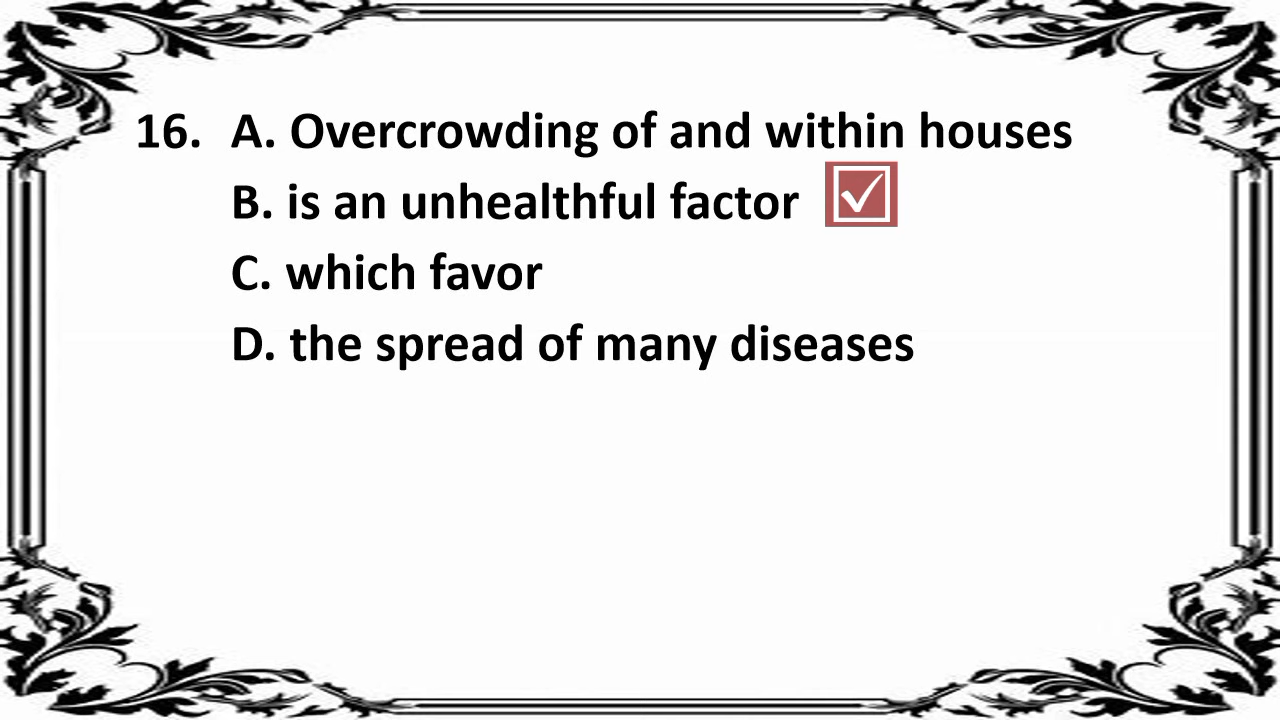 16. A. Overcrowding of and within houses
B. is an unhealthful factor
C. which favor
D. the spread of many diseases